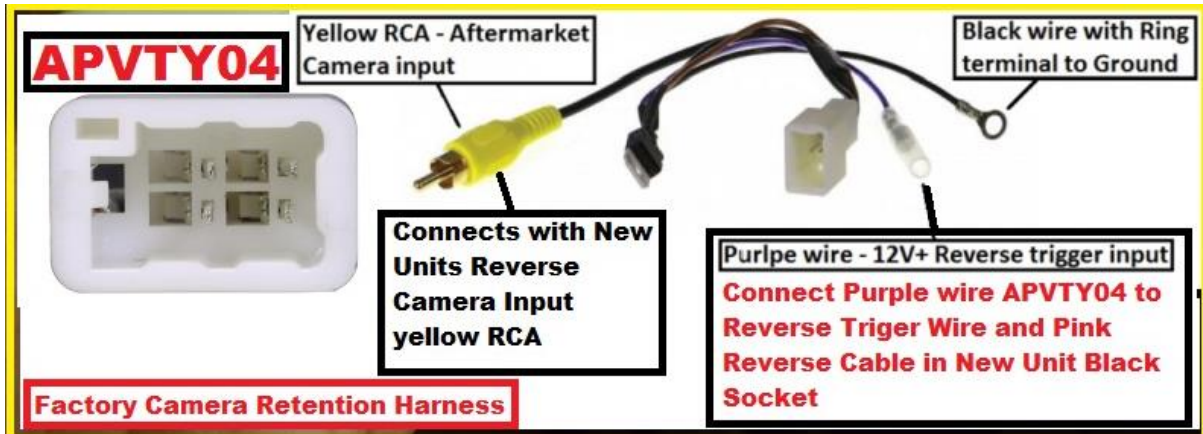 APVTY04
Yellow RCA - Aftermarket
Camera input
Black wire with Ring
terminal to Ground
Connects with New
Units Reverse
Camera Input
yellow RCA
Purlpe wire - 12V+ Reverse trigger input
Connect Purple wire APVTY04 to
Reverse Triger Wire and Pink
Reverse Cable in New Unit Black
Socket
Factory Camera Retention Harness